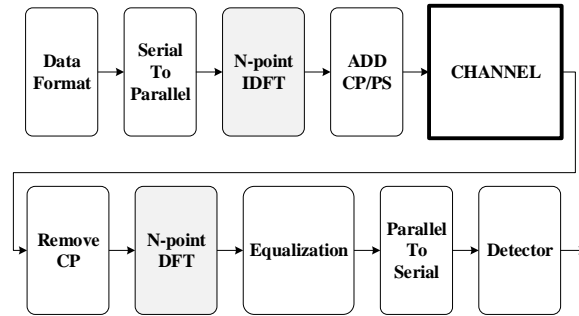 Data
Format
Serial
To
Parallel
N-point
IDFT
ADD
CP/PS
CHANNEL
Remove
CP
N-point
DFT
Equalization
Parallel
To
Serial
Detector